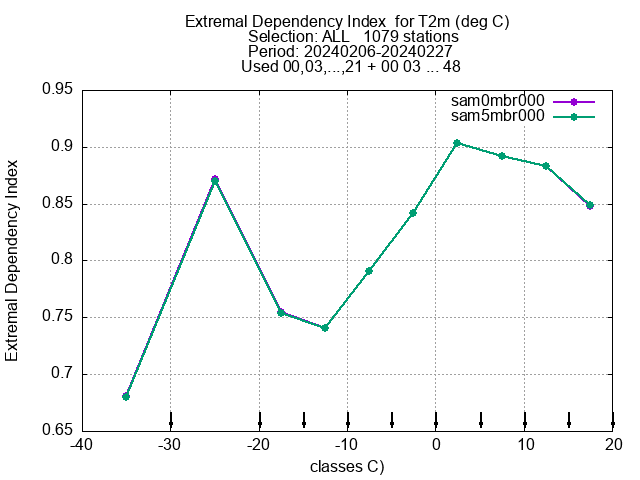 Extremal Dependency Index  for T2m (deg C)
Selection: ALL   1079 stations
Period: 20240206-20240227
Used 00,03,...,21 + 00 03 ... 48
sam0mbr000
sam5mbr000
Extremal Dependency Index
0.95
0.9
0.85
0.8
0.75
0.7
0.65
-40 -30 -20 -10 0 10 20
classes C)